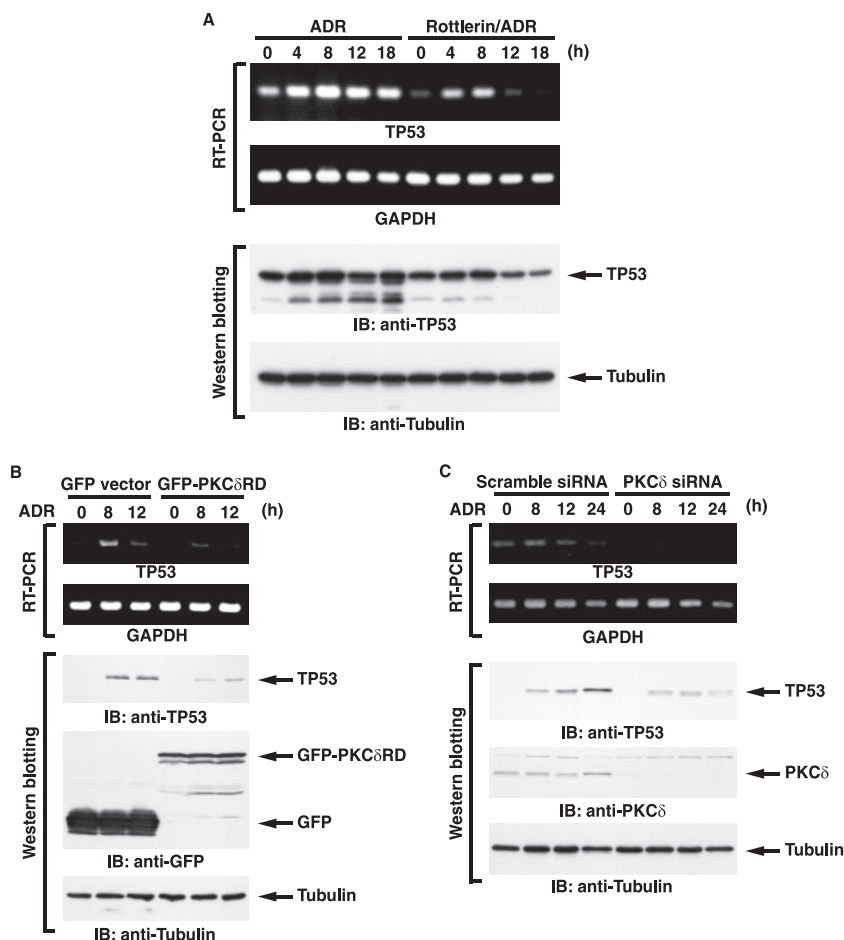 A
ADR Rottlerin/ADR
0 4 8 12 18 0 4 8 12 18 (h)
RT-PCR
TP53
GAPDH
Western blotting
TP53
IB: anti-TP53
Tubulin
IB: anti-Tubulin
B
GFP vector GFP-PKCδRD
ADR 0 8 12 0 8 12 (h)
RT-PCR
TP53
GAPDH
Western blotting
TP53
IB: anti-TP53
GFP-PKCδRD
GFP
IB: anti-GFP
Tubulin
IB: anti-Tubulin
C
Scramble siRNA PKCδ siRNA
ADR 0 8 12 24 0 8 12 24 (h)
RT-PCR
TP53
GAPDH
Western blotting
TP53
IB: anti-TP53
PKCδ
IB: anti-PKCδ
Tubulin
IB: anti-Tubulin